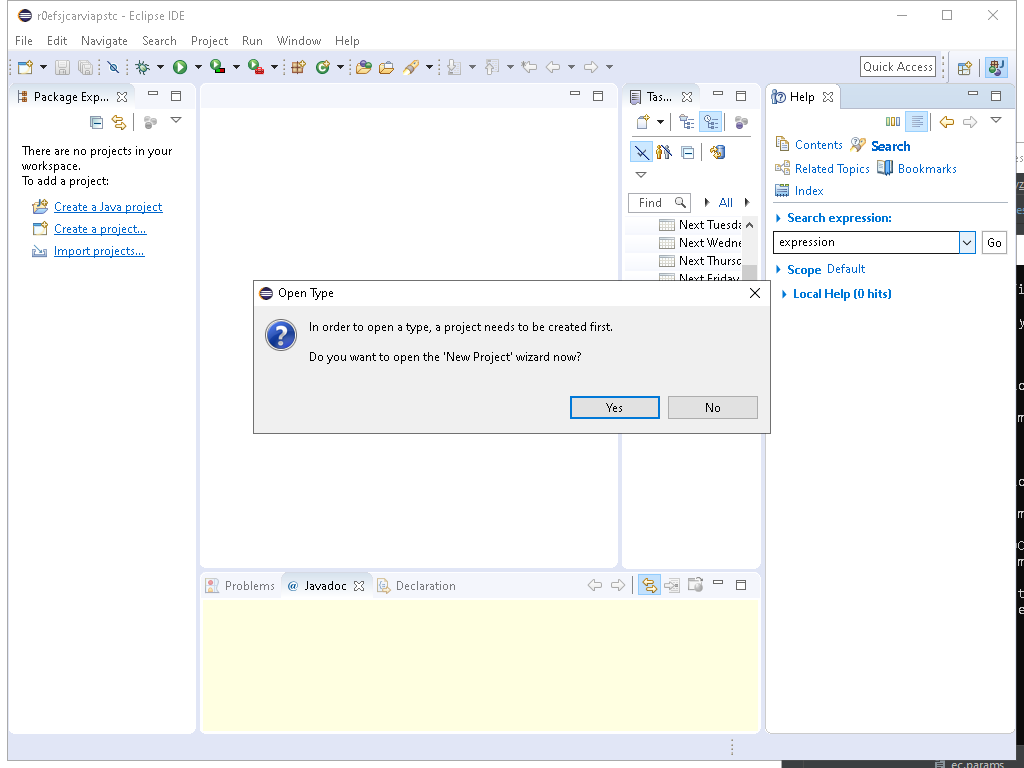 r0efsjcarviapstc - Eclipse IDE
File Edit Navigate Search Project Run Window Help
Quick Access
Package Exp...
There are no projects in your
workspace.
To add a project:
Create a Java project
Create a project...
Import projects...
Tas...
Find
All
Next Tuesda
Next Wedne
Next Thurso
Next Friday
Help
Contents
Search
Related Topics
Bookmarks
Index
Search expression:
expression
Go
Scope Default
Local Help (0 hits)
Open Type
In order to open a type, a project needs to be created first.
Do you want to open the 'New Project' wizard now?
Yes
No
Problems
@ Javadoc
Declaration
ec.params